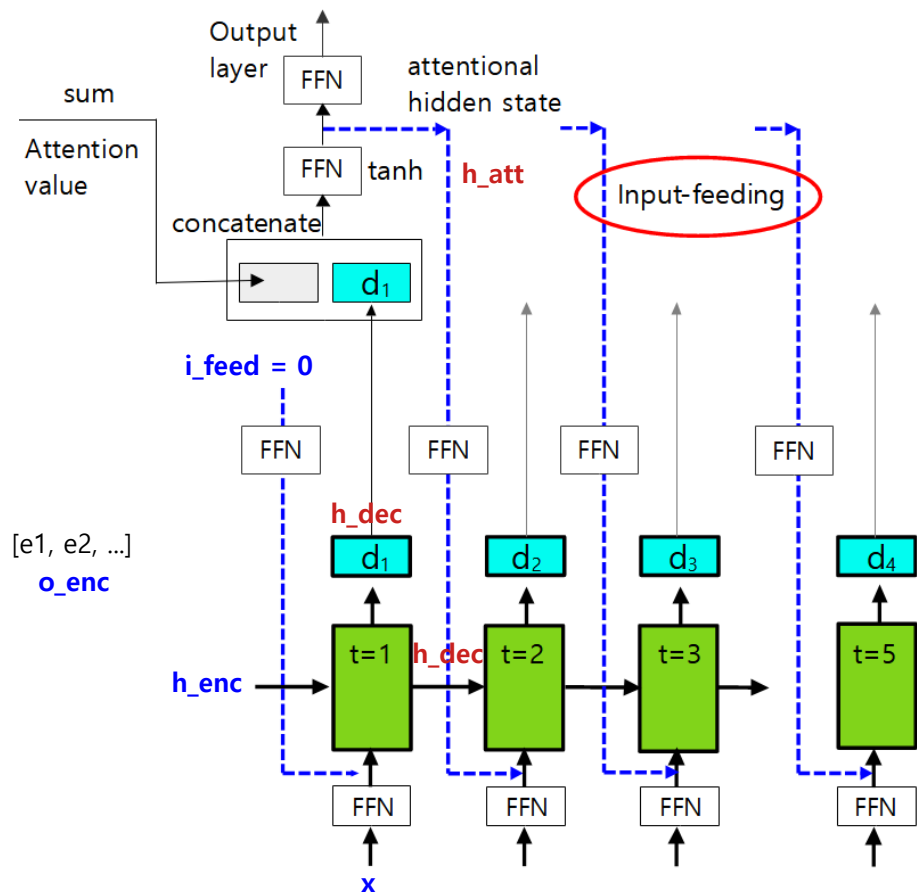 Output
layer
FFN
attentional
hidden state
sum
Attention
value
FFN
tanh
h_att
Input-feeding
concatenate
d₁
i_feed = 0
FFN
FFN
FFN
FFN
h_dec
[e1, e2, ...]
o_enc
d₁
d₂
d₃
d₄
t=1
h_dec
t=2
t=3
t=5
h_enc
FFN
FFN
FFN
FFN
x